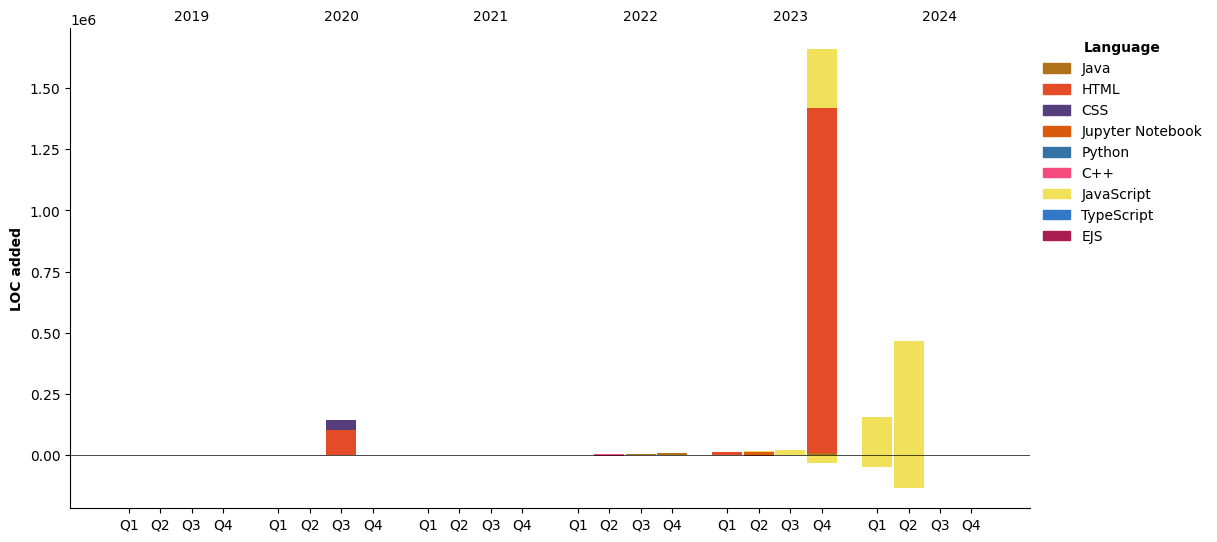 2019 2020 2021 2022 2023 2024
1e6
Language
Java
HTML
CSS
Jupyter Notebook
Python
C++
JavaScript
TypeScript
EJS
LOC added
1.50
1.25
1.00
0.75
0.50
0.25
0.00
Q1 Q2 Q3 Q4 Q1 Q2 Q3 Q4 Q1 Q2 Q3 Q4 Q1 Q2 Q3 Q4 Q1 Q2 Q3 Q4 Q1 Q2 Q3 Q4